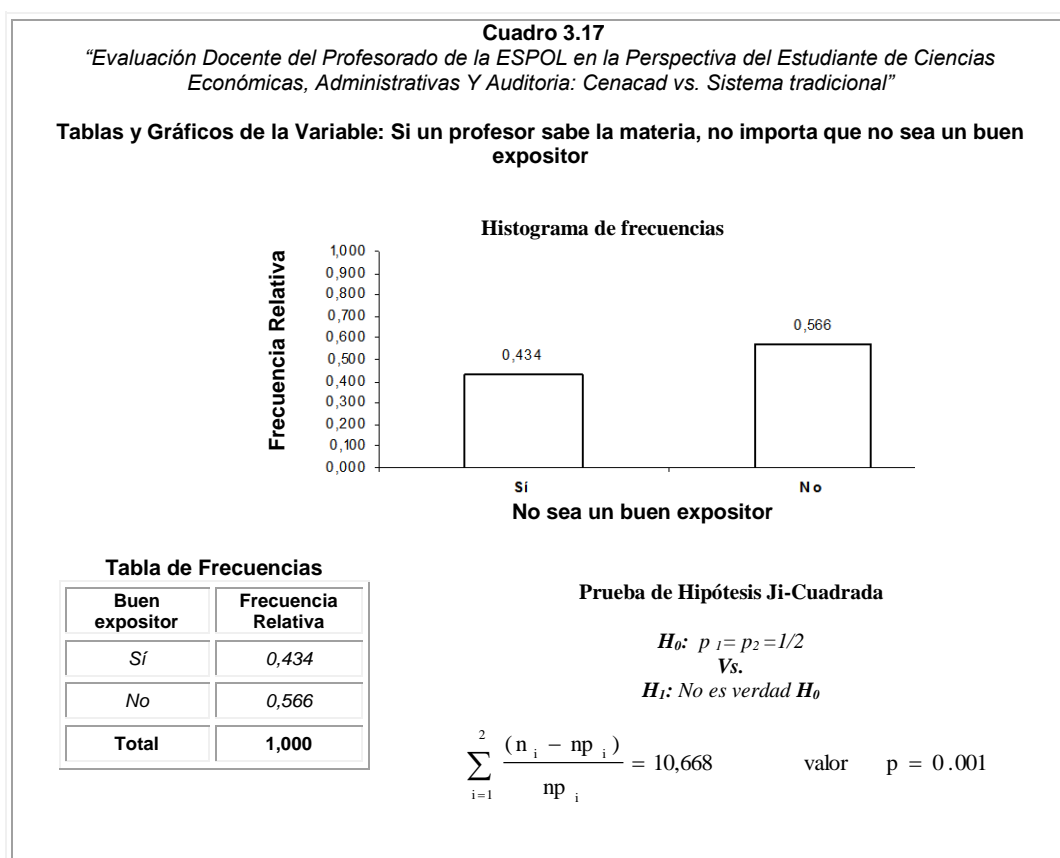 Cuadro 3.17
“Evaluación Docente del Profesorado de la ESPOL en la Perspectiva del Estudiante de Ciencias
Económicas, Administrativas Y Auditoria: Cenacad vs. Sistema tradicional”
Tablas y Gráficos de la Variable: Si un profesor sabe la materia, no importa que no sea un buen
expositor
Histograma de frecuencias
Frecuencia Relativa
1,000
0,900
0,800
0,700
0,600
0,500
0,400
0,300
0,200
0,100
0,000
0,434
0,566
Sí
No
No sea un buen expositor
Tabla de Frecuencias
Buen expositor Frecuencia Relativa
Sí 0,434
No 0,566
Total 1,000
Prueba de Hipótesis Ji-Cuadrada
H₀: p ₁= p₂ =1/2
Vs.
H₁: No es verdad H₀
2 ∑ i=1 (n i − np i) / np i = 10,668 valor p = 0.001